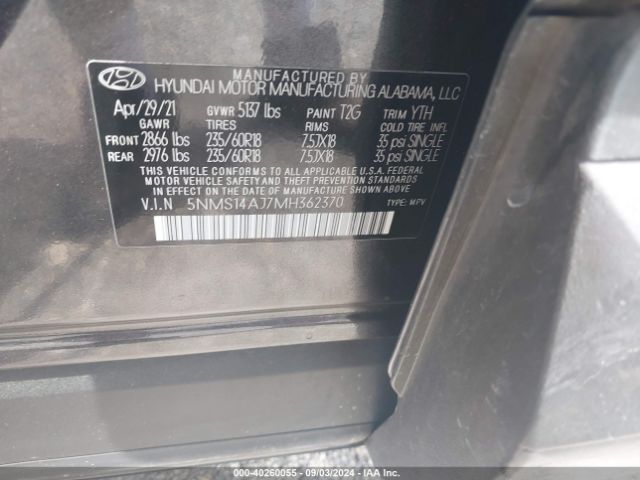 MANUFACTURED BY
HYUNDAI MOTOR MANUFACTURING ALABAMA, LLC
Apr/29/21 GVWR 5137 lbs PAINT T2G TRIM YTH
GAWR TIRES RIMS COLD TIRE INFL
FRONT 2866 lbs 235/60R18 7.5JX18 35 psi SINGLE
REAR 2976 lbs 235/60R18 7.5JX18 35 psi SINGLE
THIS VEHICLE CONFORMS TO ALL APPLICABLE U.S.A. FEDERAL
MOTOR VEHICLE SAFETY AND THEFT PREVENTION STANDARDS
IN EFFECT ON THE DATE OF MANUFACTURE SHOWN ABOVE.
V.I.N 5NMS14AJ7MH362370 TYPE: MPV
Owner - Stock#: 40260055 - 09/03/2024 - IAA Inc.